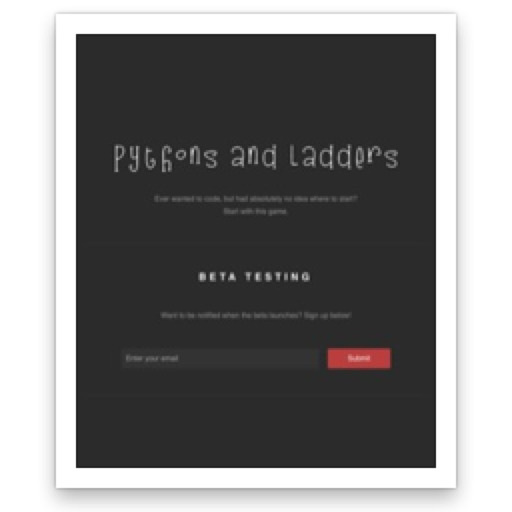 pythons and ladders
Ever wanted to code, but had absolutely no idea where to start?
Start with this game.
BETA TESTING
Want to be notified when the beta launches? Sign up below!
Enter your email Submit